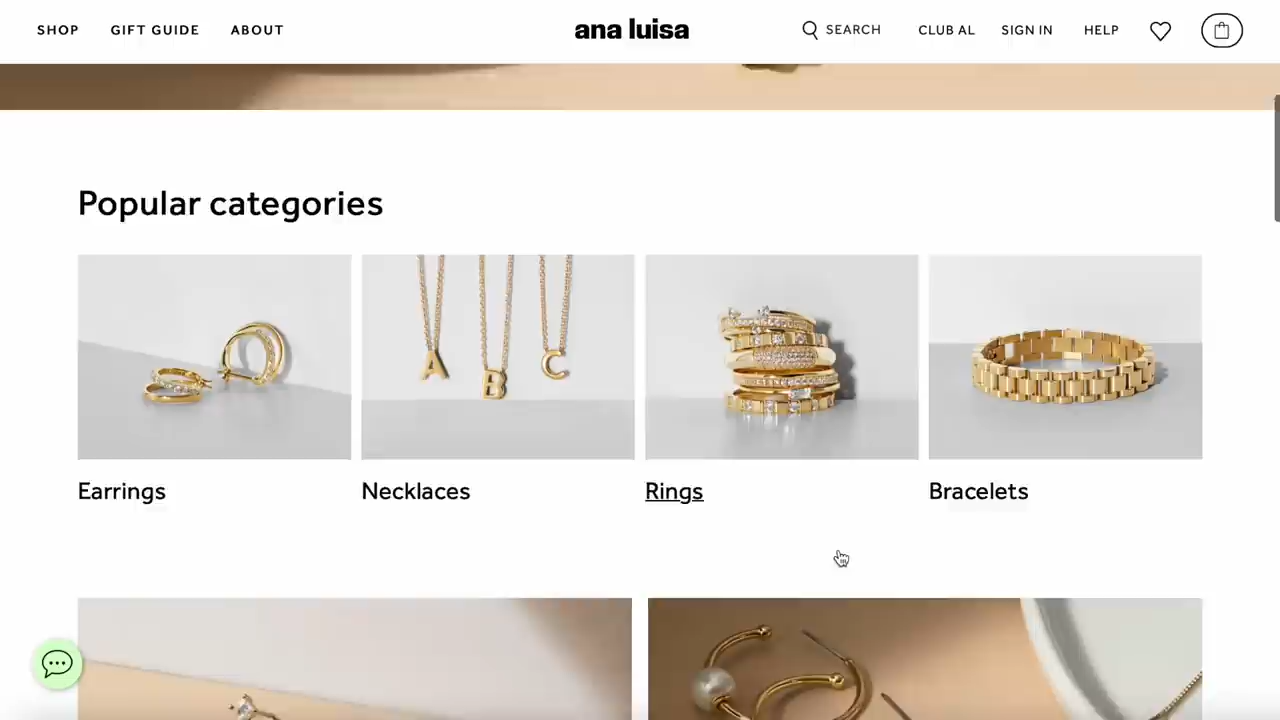 SHOP GIFT GUIDE ABOUT ana luisa SEARCH CLUB AL SIGN IN HELP
Popular categories
A B C
Earrings Necklaces Rings Bracelets